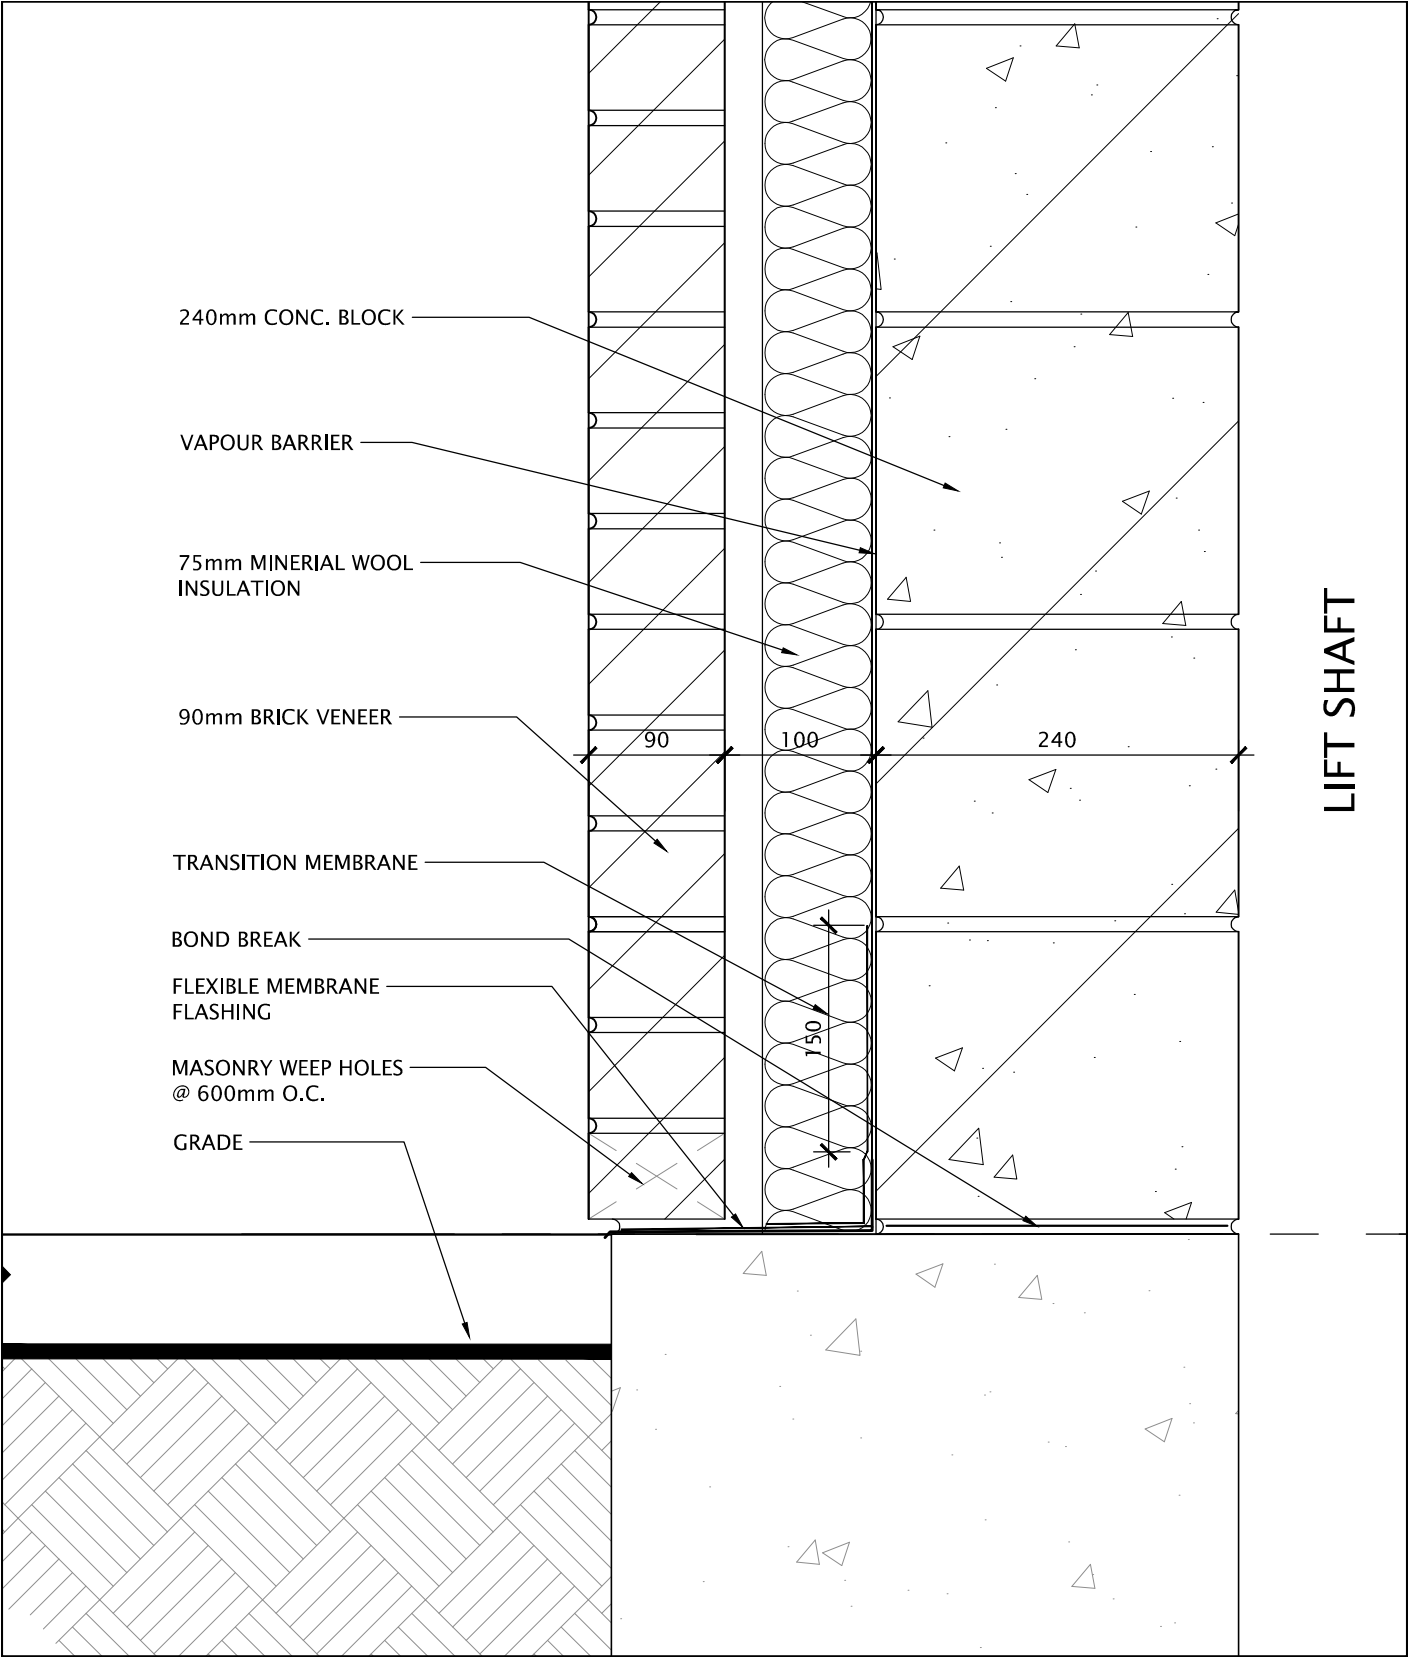 240mm CONC. BLOCK
VAPOUR BARRIER
75mm MINERIAL WOOL
INSULATION
90mm BRICK VENEER
90
100
240
LIFT SHAFT
TRANSITION MEMBRANE
BOND BREAK
FLEXIBLE MEMBRANE
FLASHING
150
MASONRY WEEP HOLES
@ 600mm O.C.
GRADE